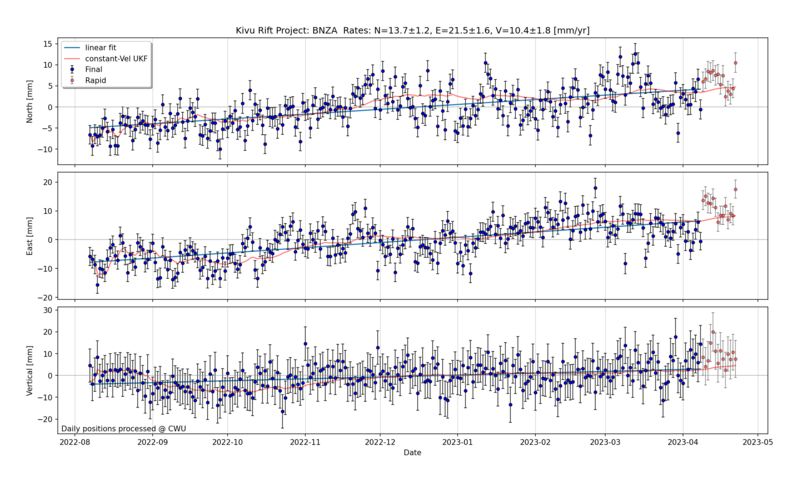 Kivu Rift Project: BNZA  Rates: N=13.7±1.2, E=21.5±1.6, V=10.4±1.8 [mm/yr]
linear fit
constant-Vel UKF
Final
Rapid
North [mm]
15
10
5
0
−5
−10
East [mm]
20
10
0
−10
−20
Vertical [mm]
30
20
10
0
−10
−20
Daily positions processed @ CWU
2022-08
2022-09
2022-10
2022-11
2022-12
2023-01
2023-02
2023-03
2023-04
2023-05
Date